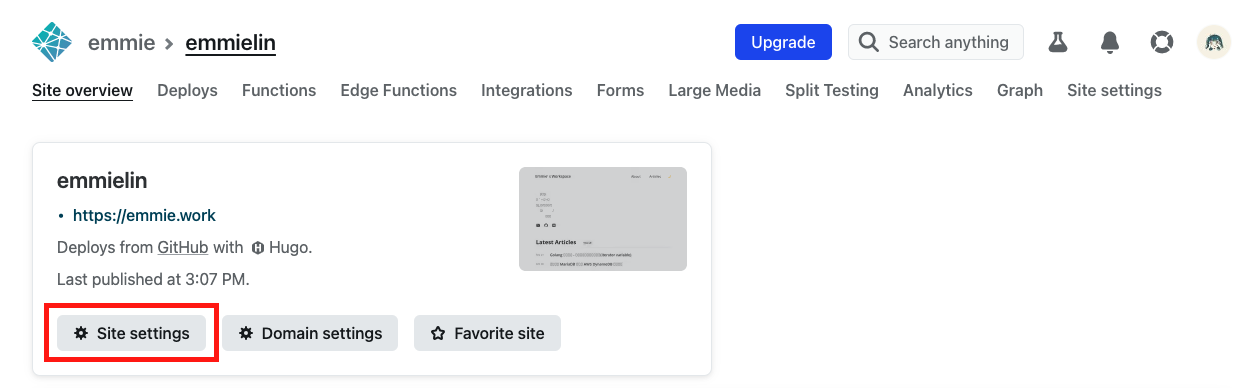 emmie > emmielin
Upgrade
Search anything
Site overview Deploys Functions Edge Functions Integrations Forms Large Media Split Testing Analytics Graph Site settings
emmielin
• https://emmie.work
Deploys from GitHub with Hugo.
Last published at 3:07 PM.
Site settings Domain settings Favorite site
About Articles
Latest Articles